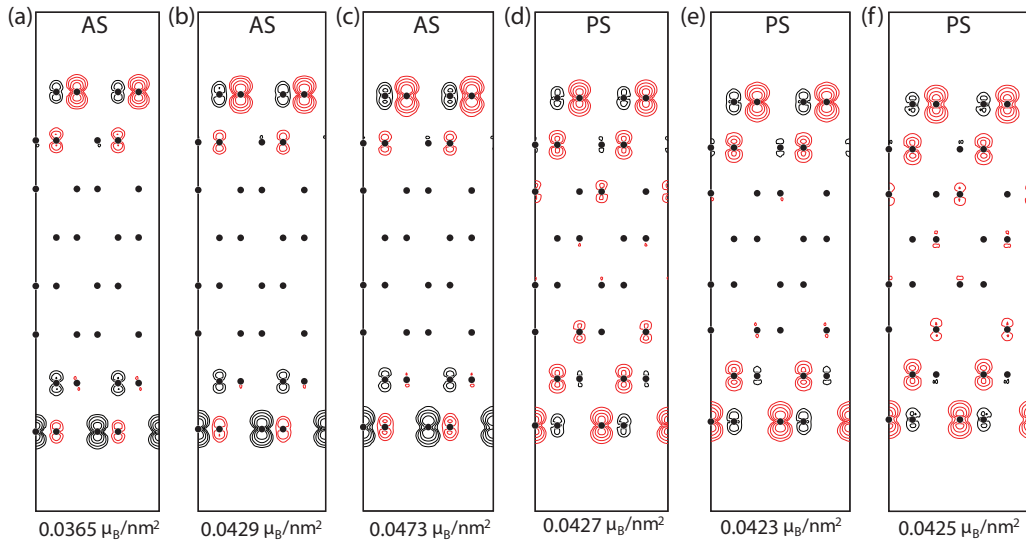 (a) (b) (c) (d) (e) (f)
AS AS AS PS PS PS
0.0365 μB/nm² 0.0429 μB/nm² 0.0473 μB/nm² 0.0427 μB/nm² 0.0423 μB/nm² 0.0425 μB/nm²